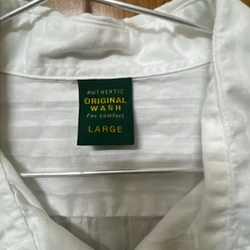 AUTHENTIC
ORIGINAL
WASH
For comfort
LARGE